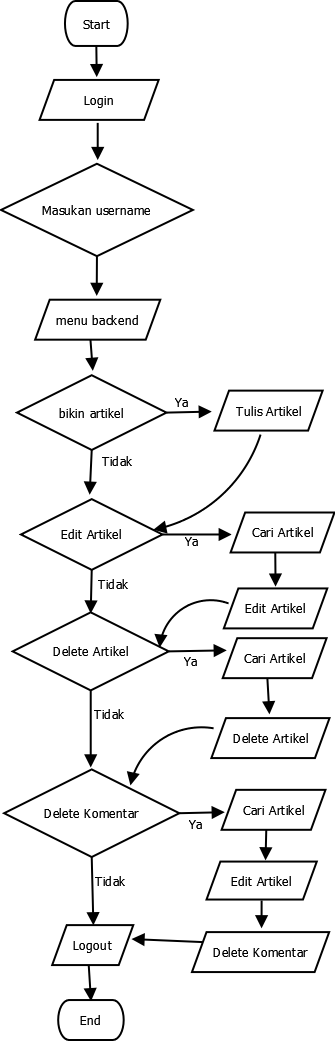 Start
Login
Masukan username
menu backend
bikin artikel
Ya
Tulis Artikel
Tidak
Edit Artikel
Ya
Cari Artikel
Tidak
Edit Artikel
Delete Artikel
Ya
Cari Artikel
Tidak
Delete Artikel
Delete Komentar
Ya
Cari Artikel
Tidak
Edit Artikel
Logout
Delete Komentar
End